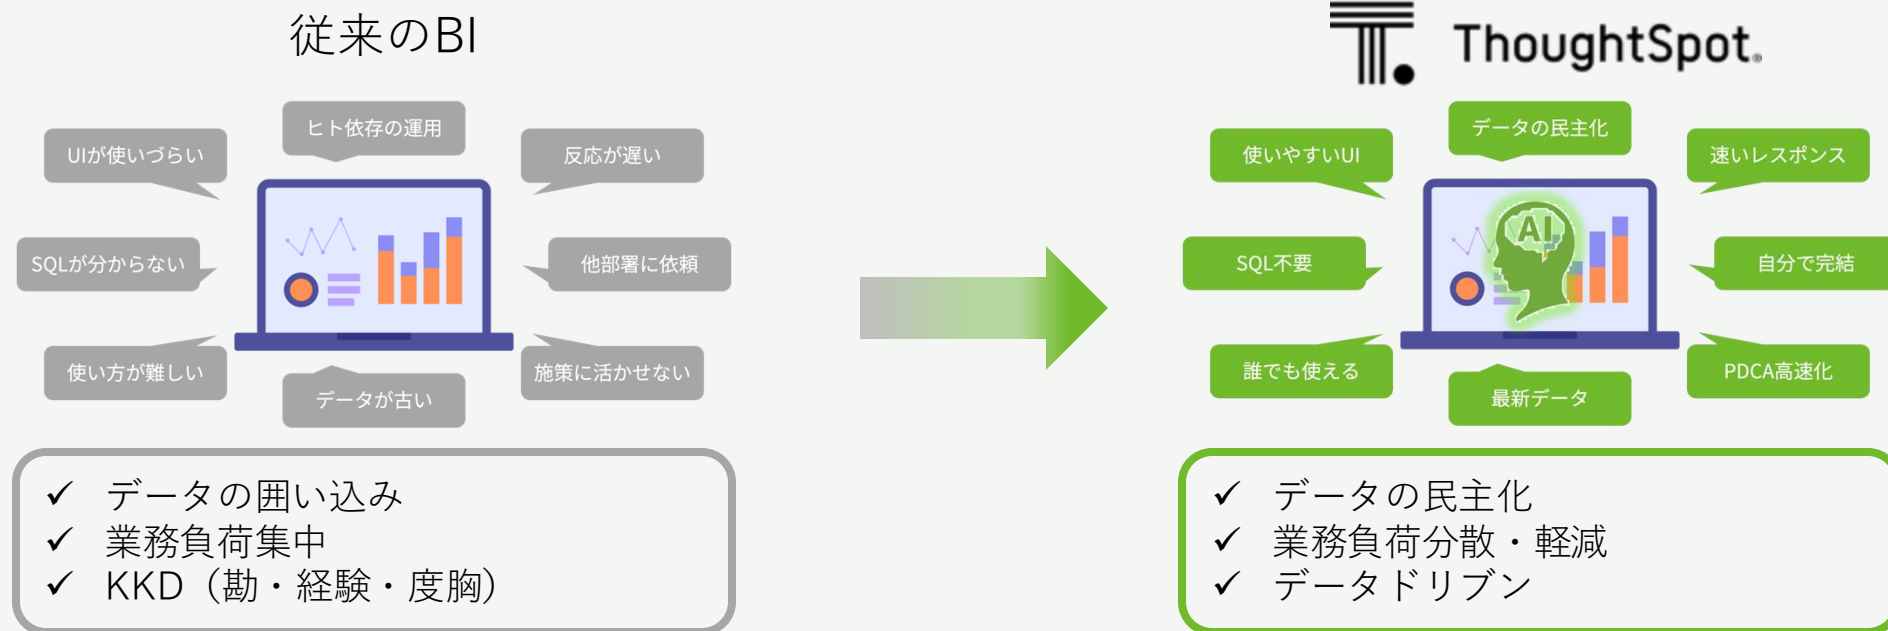 従来のBI
ヒト依存の運用
UIが使いづらい
反応が遅い
SQLが分からない
他部署に依頼
使い方が難しい
施策に活かせない
データが古い
✓ データの囲い込み
✓ 業務負荷集中
✓ KKD（勘・経験・度胸）
ThoughtSpot®
データの民主化
使いやすいUI
速いレスポンス
AI
SQL不要
自分で完結
誰でも使える
PDCA高速化
最新データ
✓ データの民主化
✓ 業務負荷分散・軽減
✓ データドリブン